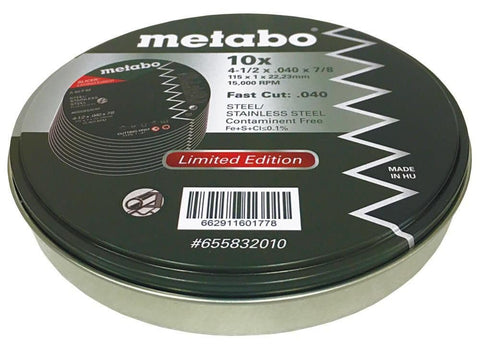 metabo
10x
4-1/2 x .040 x 7/8
115 x 1 x 22,23mm
15,000 RPM
Fast Cut: .040
STEEL/
STAINLESS STEEL
Contaminent Free
Fe+S+Cl≤0.1%
metabo
Limited Edition
MADE
IN HU
662911601778
#655832010